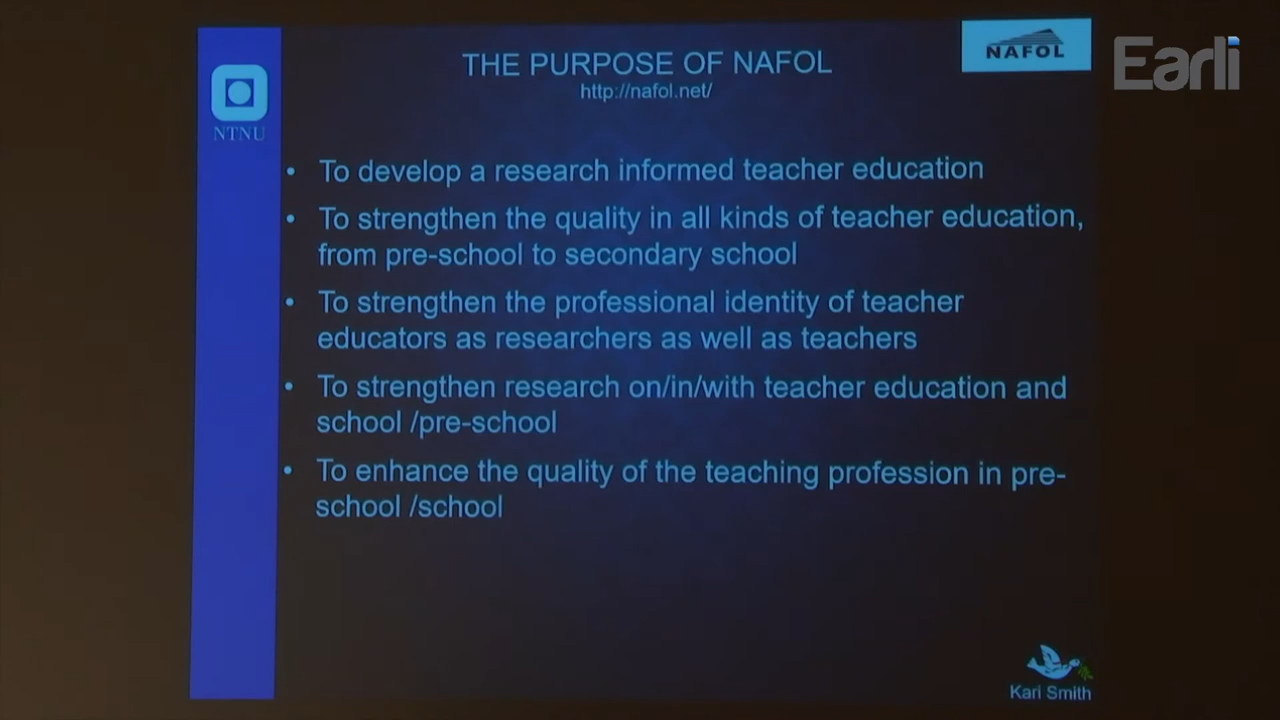 THE PURPOSE OF NAFOL
http://nafol.net/
NAFOL
Earli
NTNU
• To develop a research informed teacher education
• To strengthen the quality in all kinds of teacher education,
from pre-school to secondary school
• To strengthen the professional identity of teacher
educators as researchers as well as teachers
• To strengthen research on/in/with teacher education and
school /pre-school
• To enhance the quality of the teaching profession in pre-
school /school
Kari Smith